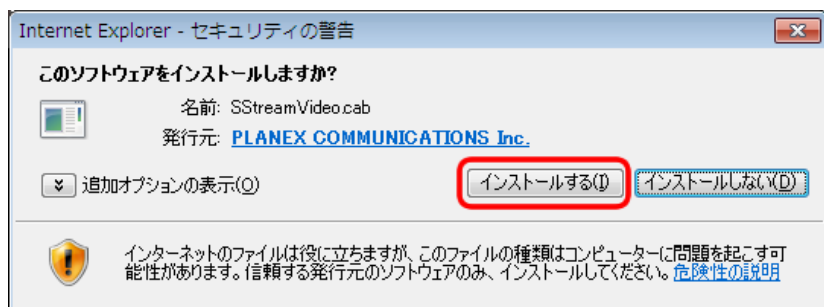 Internet Explorer - セキュリティの警告
このソフトウェアをインストールしますか?
名前: SStreamVideo.cab
発行元: PLANEX COMMUNICATIONS Inc.
追加オプションの表示(O) インストールする(I) インストールしない(D)
インターネットのファイルは役に立ちますが、このファイルの種類はコンピューターに問題を起こす可
能性があります。信頼する発行元のソフトウェアのみ、インストールしてください。危険性の説明